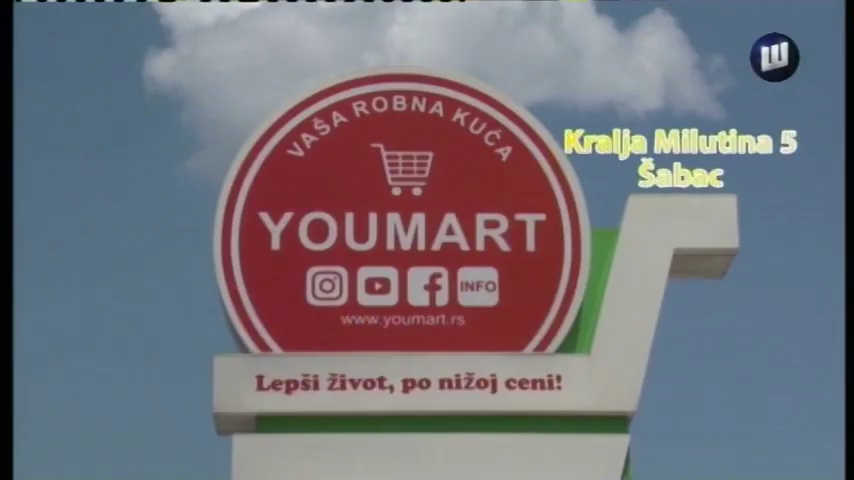 VAŠA ROBNA KUĆA
YOUMART
INFO
www.youmart.rs
Lepši život, po nižoj ceni!
Kralja Milutina 5
Šabac
Ш